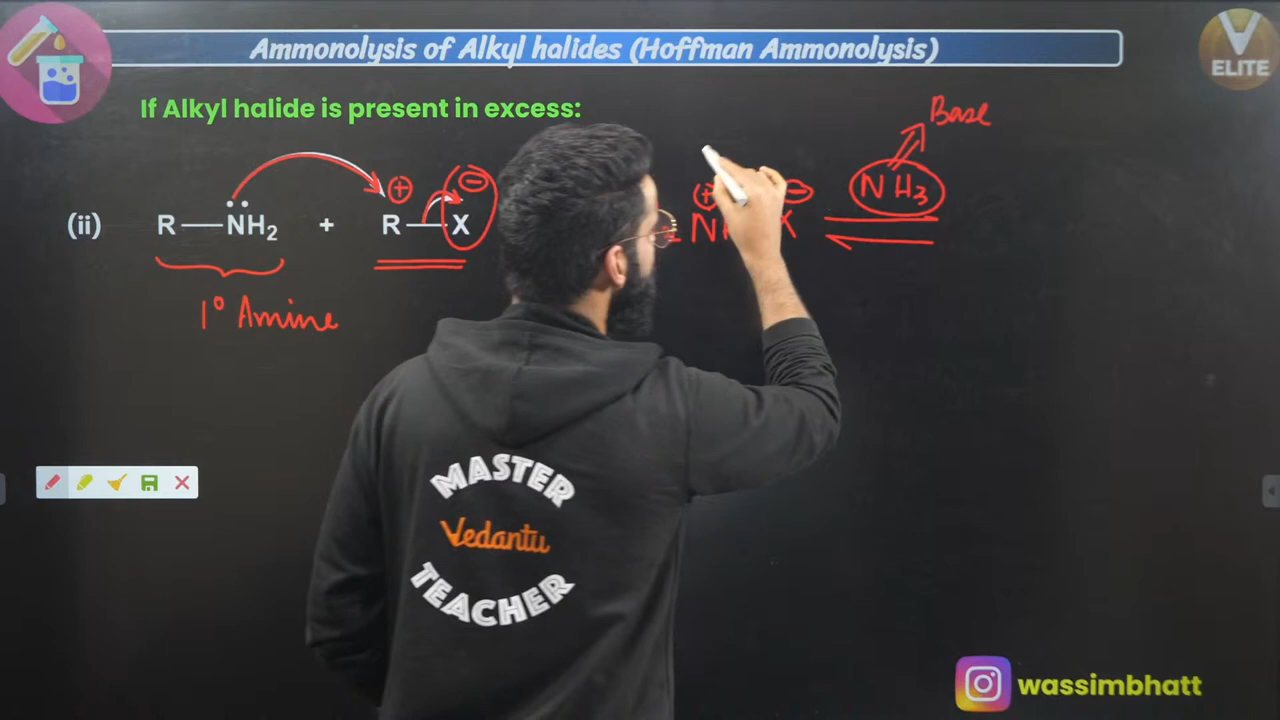 Ammonolysis of Alkyl halides (Hoffman Ammonolysis)
ELITE
If Alkyl halide is present in excess:
Base
(ii) R—NH₂ + R—X
⊕ ⊖ ⊖
NH₃
1° Amine
MASTER
Vedantu
TEACHER
wassimbhatt